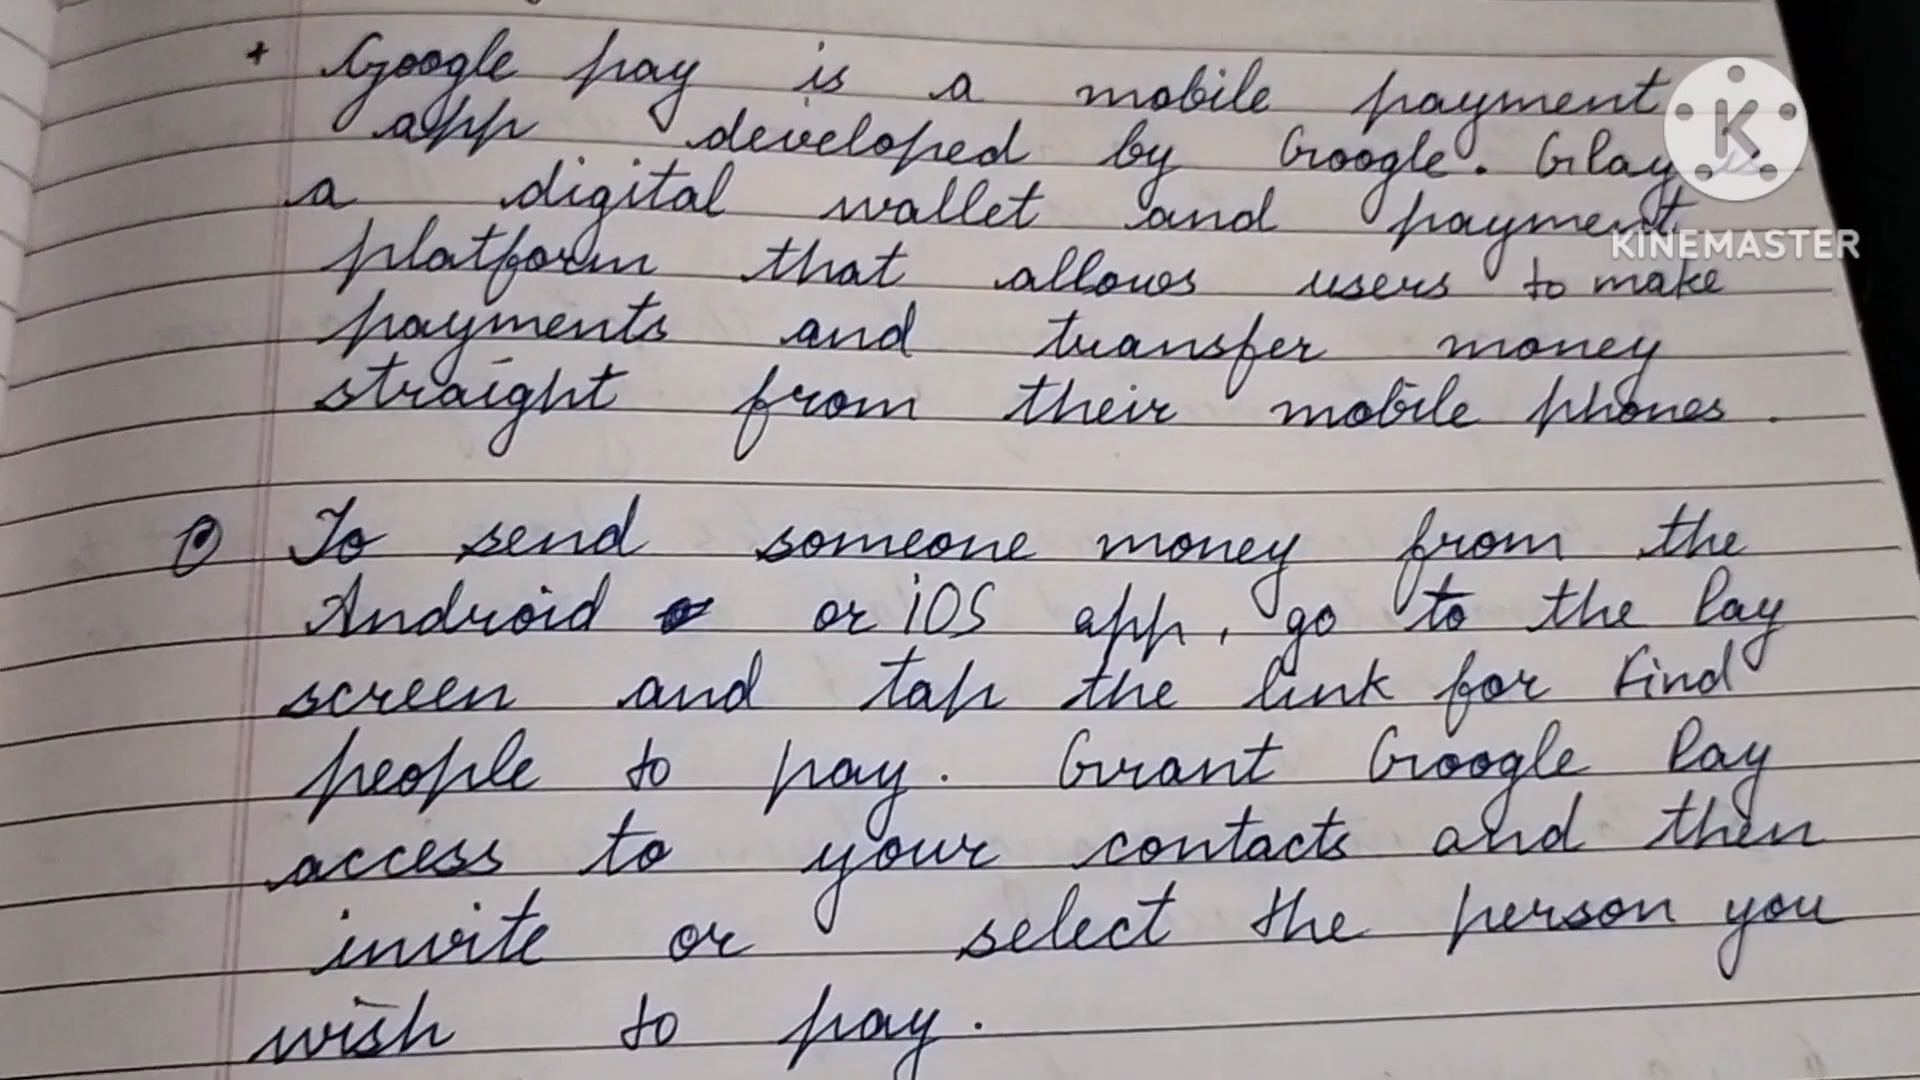 + Google pay is a mobile payment
app developed by Google. GPay is
a digital wallet and payment
platform that allows users to make
payments and transfer money
straight from their mobile phones.
To send someone money from the
Android or iOS app, go to the Pay
screen and tap the link for Find
people to pay. Grant Google Pay
access to your contacts and then
invite or select the person you
wish to pay.
K
KINEMASTER